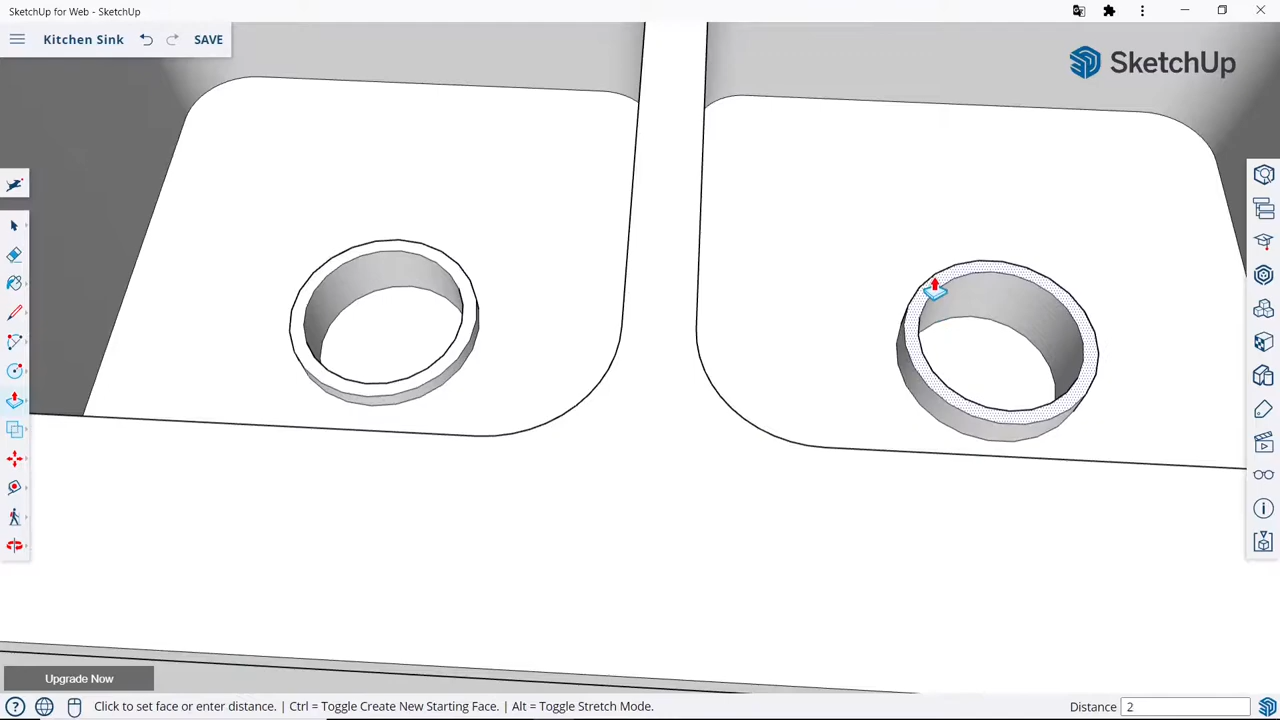 SketchUp for Web - SketchUp
Kitchen Sink SAVE
SketchUp
Upgrade Now
Click to set face or enter distance. | Ctrl = Toggle Create New Starting Face. | Alt = Toggle Stretch Mode. Distance 2